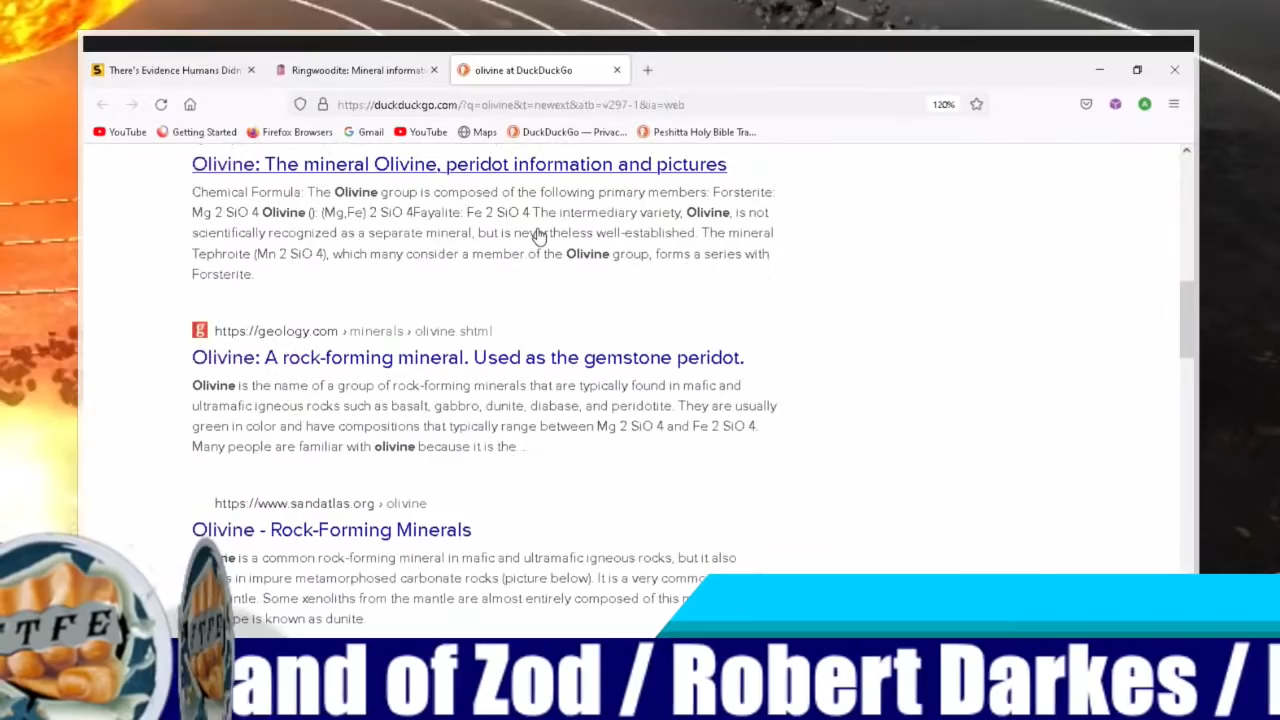 There's Evidence Humans Didn
Ringwoodite: Mineral informat
olivine at DuckDuckGo
https://duckduckgo.com/?q=olivine&t=newext&atb=v297-1&ia=web
120%
YouTube
Getting Started
Firefox Browsers
Gmail
YouTube
Maps
DuckDuckGo — Privac...
Peshitta Holy Bible Tra...
Olivine: The mineral Olivine, peridot information and pictures
Chemical Formula: The Olivine group is composed of the following primary members: Forsterite:
Mg 2 SiO 4 Olivine (): (Mg,Fe) 2 SiO 4Fayalite: Fe 2 SiO 4 The intermediary variety, Olivine, is not
scientifically recognized as a separate mineral, but is nevertheless well-established. The mineral
Tephroite (Mn 2 SiO 4), which many consider a member of the Olivine group, forms a series with
Forsterite.
https://geology.com › minerals › olivine.shtml
Olivine: A rock-forming mineral. Used as the gemstone peridot.
Olivine is the name of a group of rock-forming minerals that are typically found in mafic and
ultramafic igneous rocks such as basalt, gabbro, dunite, diabase, and peridotite. They are usually
green in color and have compositions that typically range between Mg 2 SiO 4 and Fe 2 SiO 4.
Many people are familiar with olivine because it is the ...
https://www.sandatlas.org › olivine
Olivine - Rock-Forming Minerals
ne is a common rock-forming mineral in mafic and ultramafic igneous rocks, but it also
s in impure metamorphosed carbonate rocks (picture below). It is a very commo
ntle. Some xenoliths from the mantle are almost entirely composed of this m
pe is known as dunite.
TFE
TFE
and of Zod / Robert Darkes /